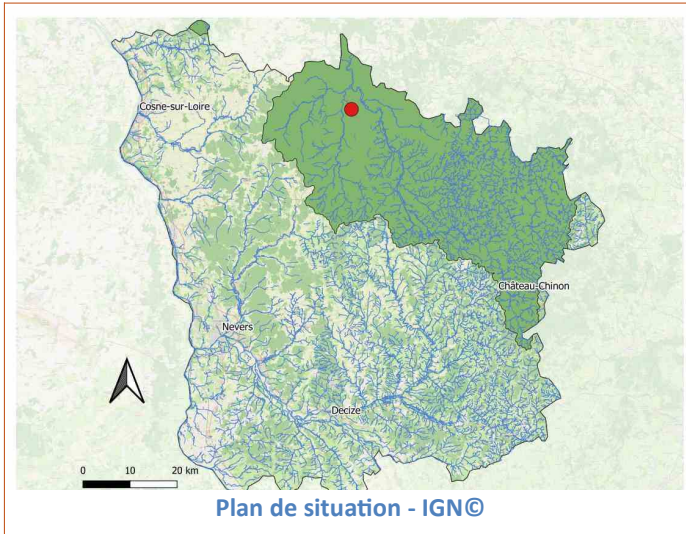 Cosne-sur-Loire
Château-Chinon
Nevers
Decize
0 10 20 km
Plan de situation - IGN©